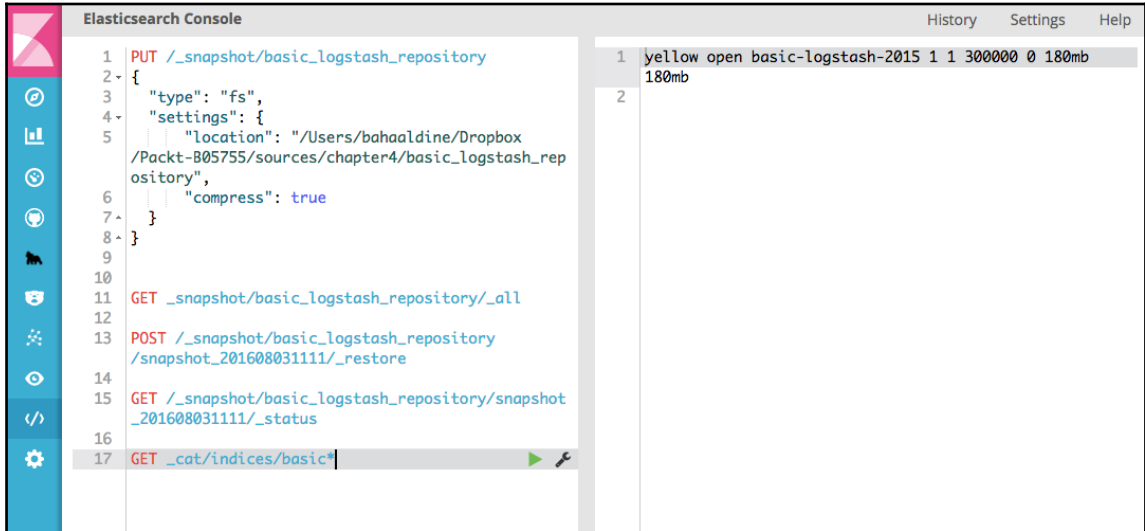 Elasticsearch Console
History Settings Help
1 PUT /_snapshot/basic_logstash_repository
2 {
3 "type": "fs",
4 "settings": {
5 "location": "/Users/bahaaldine/Dropbox
/Packt-B05755/sources/chapter4/basic_logstash_rep
ository",
6 "compress": true
7 }
8 }
9
10
11 GET _snapshot/basic_logstash_repository/_all
12
13 POST /_snapshot/basic_logstash_repository
/snapshot_201608031111/_restore
14
15 GET /_snapshot/basic_logstash_repository/snapshot
_201608031111/_status
16
17 GET _cat/indices/basic*
1 yellow open basic-logstash-2015 1 1 300000 0 180mb
180mb
2